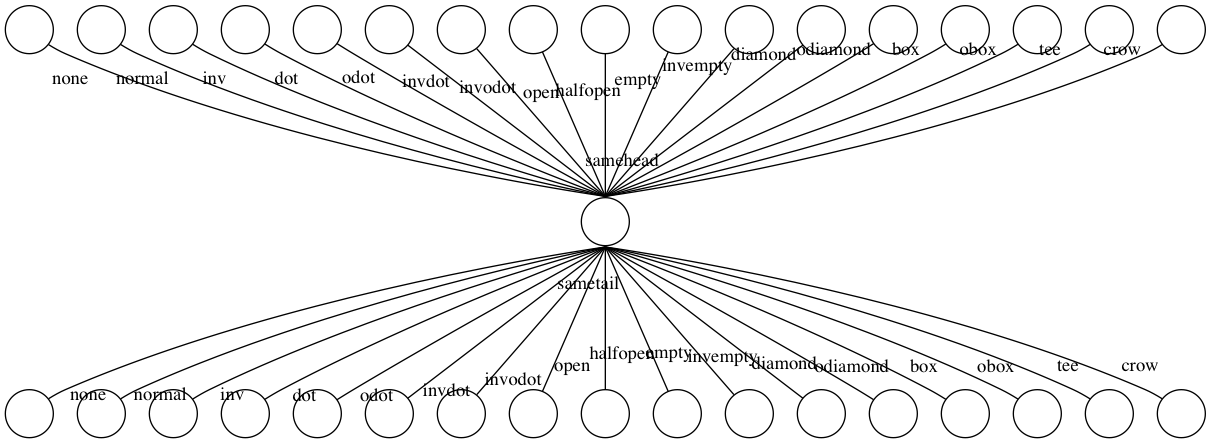 none normal inv dot odot invdot invodot open halfopen empty invempty diamond odiamond box obox tee crow
samehead
sametail
none normal inv dot odot invdot invodot open halfopen empty invempty diamond odiamond box obox tee crow